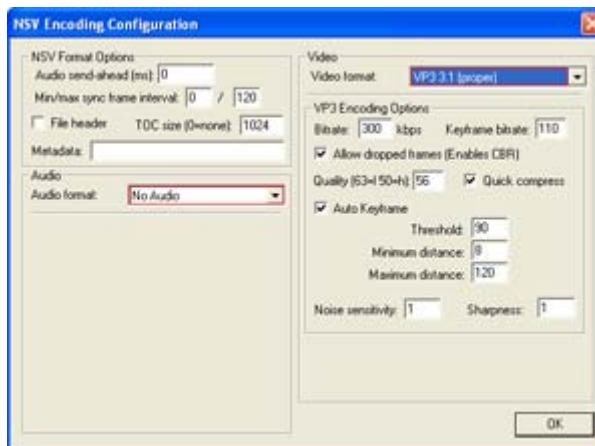 NSV Encoding Configuration
NSV Format Options
Audio send-ahead (ms): 0
Min/max sync frame interval: 0 / 120
File header TOC size (0=none): 1024
Metadata:
Audio
Audio format: No Audio
Video
Video format: VP3 3.1 (proper)
VP3 Encoding Options
Bitrate: 300 kbps Keyframe bitrate: 110
Allow dropped frames (Enables CBR)
Quality (63=l 50=h): 56 Quick compress
Auto Keyframe
Threshold: 90
Minimum distance: 8
Maximum distance: 120
Noise sensitivity: 1 Sharpness: 1
OK